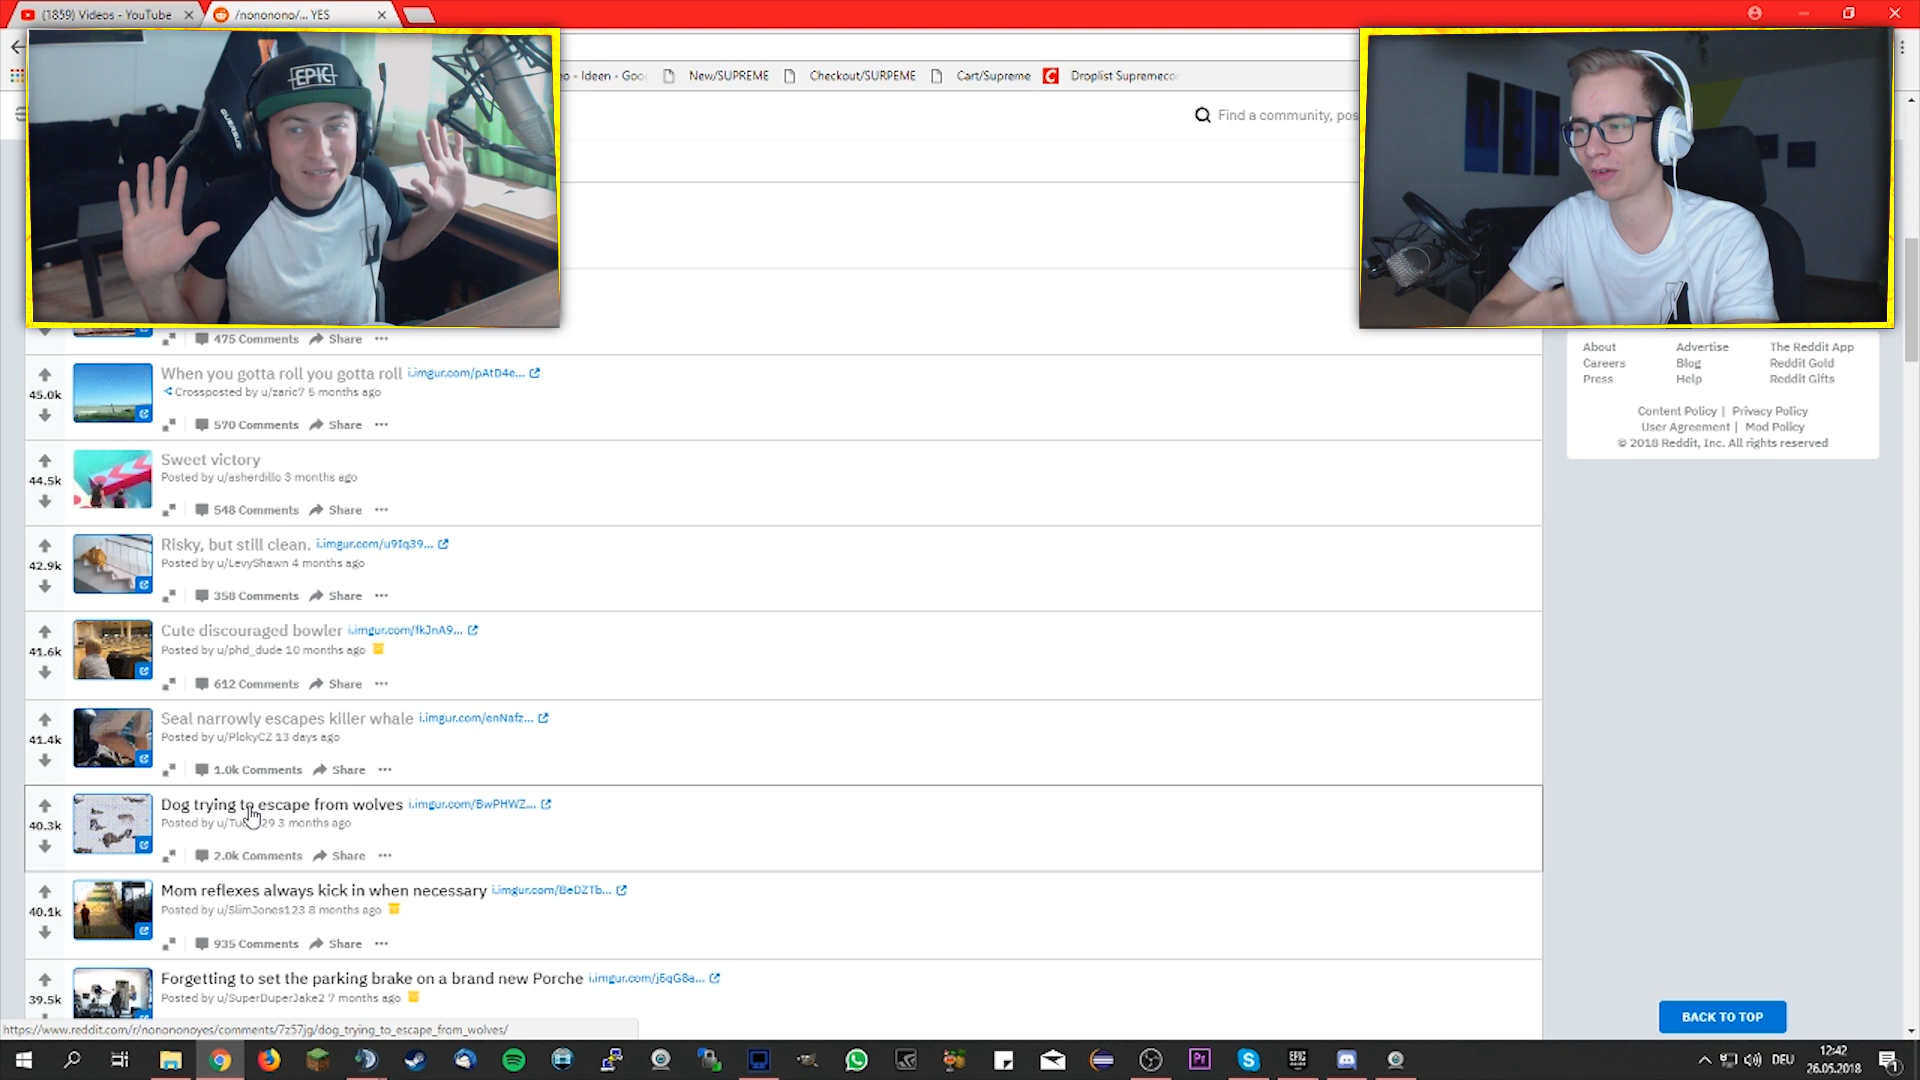 (1859) Videos - YouTube
/nononono/... YES
eo - Ideen - Goo
New/SUPREME
Checkout/SURPEME
Cart/Supreme
Droplist Supremeco
Find a community, pos
EPIC
475 Comments Share
45.0k
When you gotta roll you gotta roll i.imgur.com/pAtD4e...
Crossposted by u/zaric7 5 months ago
570 Comments Share
44.5k
Sweet victory
Posted by u/asherdillo 3 months ago
548 Comments Share
42.9k
Risky, but still clean. i.imgur.com/u9Iq39...
Posted by u/LevyShawn 4 months ago
358 Comments Share
41.6k
Cute discouraged bowler i.imgur.com/fkJnA9...
Posted by u/phd_dude 10 months ago
612 Comments Share
41.4k
Seal narrowly escapes killer whale i.imgur.com/enNafz...
Posted by u/PlokyCZ 13 days ago
1.0k Comments Share
40.3k
Dog trying to escape from wolves i.imgur.com/BwPHWZ...
Posted by 3 months ago
2.0k Comments Share
40.1k
Mom reflexes always kick in when necessary i.imgur.com/BeDZTb...
Posted by u/SlimJones123 8 months ago
935 Comments Share
39.5k
Forgetting to set the parking brake on a brand new Porche i.imgur.com/j6qG8a...
Posted by u/SuperDuperJake2 7 months ago
About Advertise The Reddit App
Careers Blog Reddit Gold
Press Help Reddit Gifts
Content Policy | Privacy Policy
User Agreement | Mod Policy
© 2018 Reddit, Inc. All rights reserved
BACK TO TOP
https://www.reddit.com/r/nonononoyes/comments/7z57jg/dog_trying_to_escape_from_wolves/
Pr
EPIC
DEU
12:42
26.05.2018
1